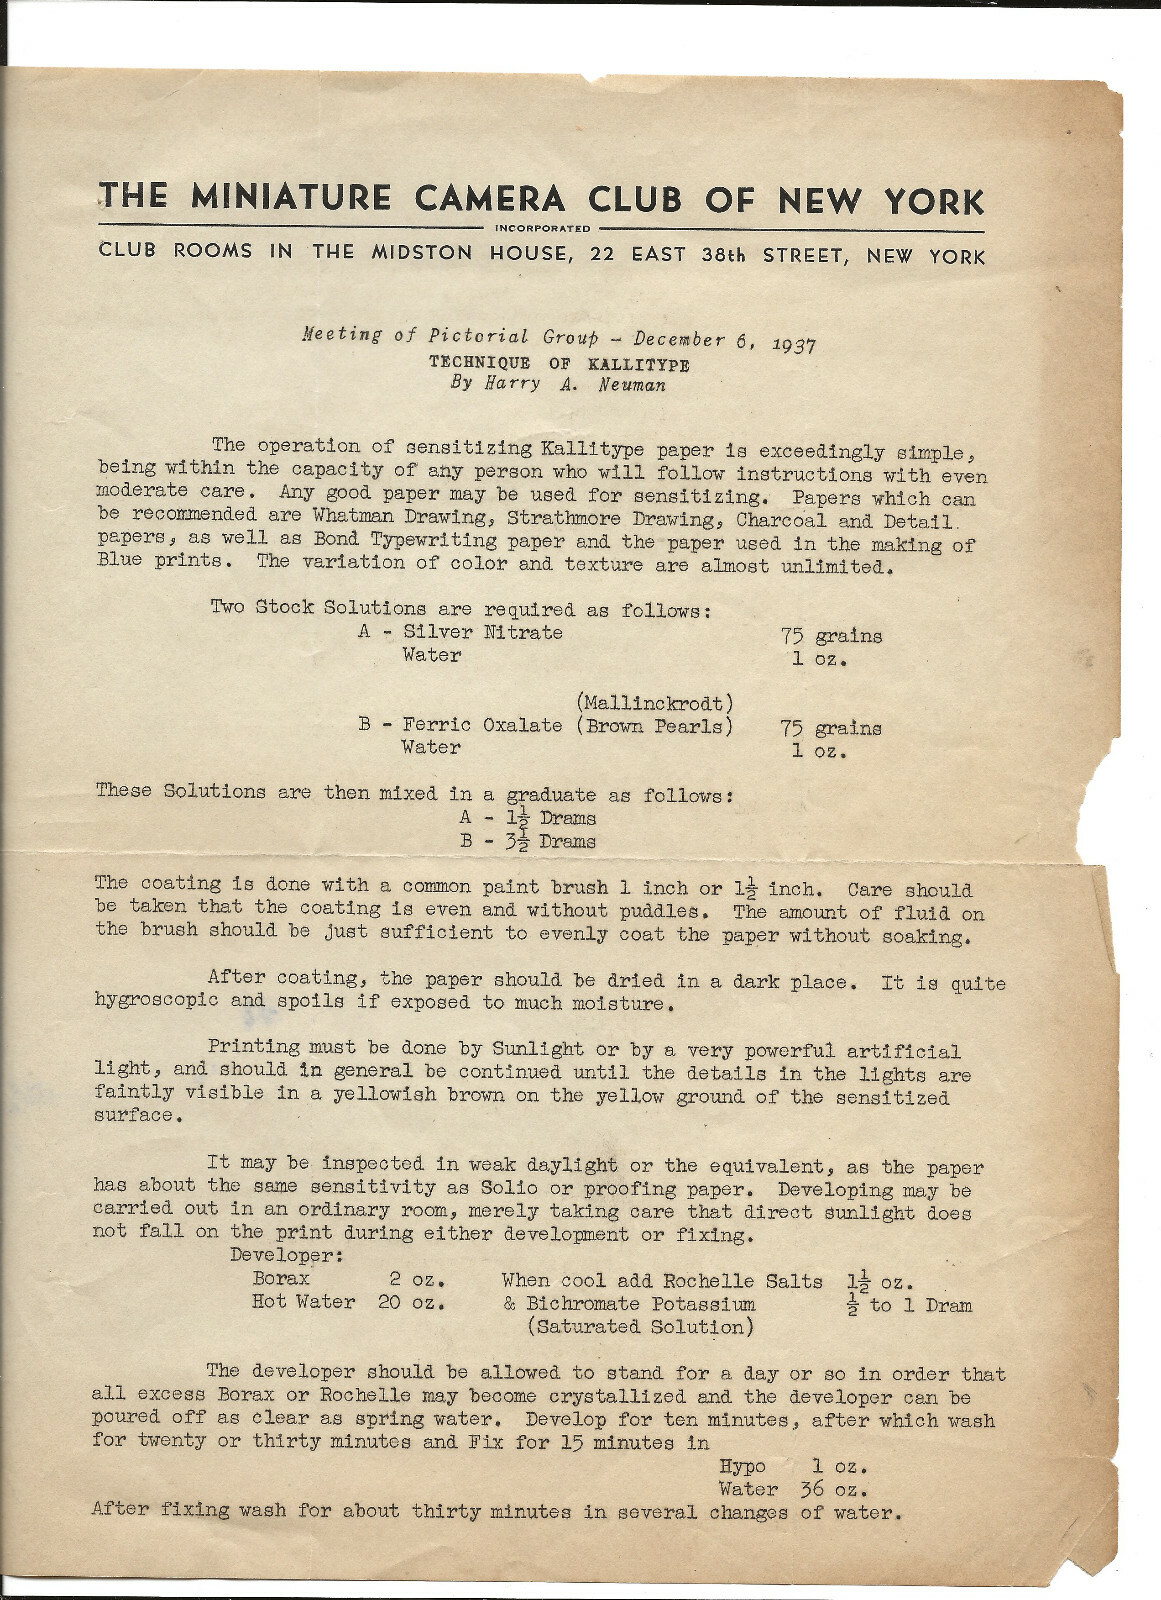 THE MINIATURE CAMERA CLUB OF NEW YORK
INCORPORATED
CLUB ROOMS IN THE MIDSTON HOUSE, 22 EAST 38th STREET, NEW YORK
Meeting of Pictorial Group - December 6, 1937
TECHNIQUE OF KALLITYPE
By Harry A. Neuman
The operation of sensitizing Kallitype paper is exceedingly simple,
being within the capacity of any person who will follow instructions with even
moderate care. Any good paper may be used for sensitizing. Papers which can
be recommended are Whatman Drawing, Strathmore Drawing, Charcoal and Detail.
papers, as well as Bond Typewriting paper and the paper used in the making of
Blue prints. The variation of color and texture are almost unlimited.
Two Stock Solutions are required as follows:
A - Silver Nitrate 75 grains
Water 1 oz.
(Mallinckrodt)
B - Ferric Oxalate (Brown Pearls) 75 grains
Water 1 oz.
These Solutions are then mixed in a graduate as follows:
A - 1½ Drams
B - 3½ Drams
The coating is done with a common paint brush 1 inch or 1½ inch. Care should
be taken that the coating is even and without puddles. The amount of fluid on
the brush should be just sufficient to evenly coat the paper without soaking.
After coating, the paper should be dried in a dark place. It is quite
hygroscopic and spoils if exposed to much moisture.
Printing must be done by Sunlight or by a very powerful artificial
light, and should in general be continued until the details in the lights are
faintly visible in a yellowish brown on the yellow ground of the sensitized
surface.
It may be inspected in weak daylight or the equivalent, as the paper
has about the same sensitivity as Solio or proofing paper. Developing may be
carried out in an ordinary room, merely taking care that direct sunlight does
not fall on the print during either development or fixing.
Developer:
Borax 2 oz. When cool add Rochelle Salts 1½ oz.
Hot Water 20 oz. & Bichromate Potassium ½ to 1 Dram
(Saturated Solution)
The developer should be allowed to stand for a day or so in order that
all excess Borax or Rochelle may become crystallized and the developer can be
poured off as clear as spring water. Develop for ten minutes, after which wash
for twenty or thirty minutes and Fix for 15 minutes in
Hypo 1 oz.
Water 36 oz.
After fixing wash for about thirty minutes in several changes of water.